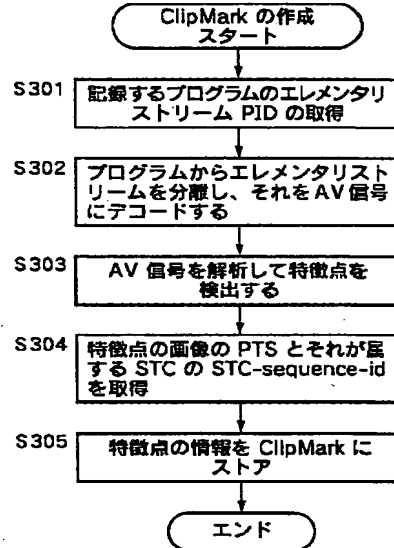 ClipMark の作成
スタート
S301
記録するプログラムのエレメンタリ
ストリーム PID の取得
S302
プログラムからエレメンタリスト
リームを分離し、それを AV 信号
にデコードする
S303
AV 信号を解析して特徴点を
検出する
S304
特徴点の画像の PTS とそれが属
する STC の STC-sequence-id
を取得
S305
特徴点の情報を ClipMark に
ストア
エンド